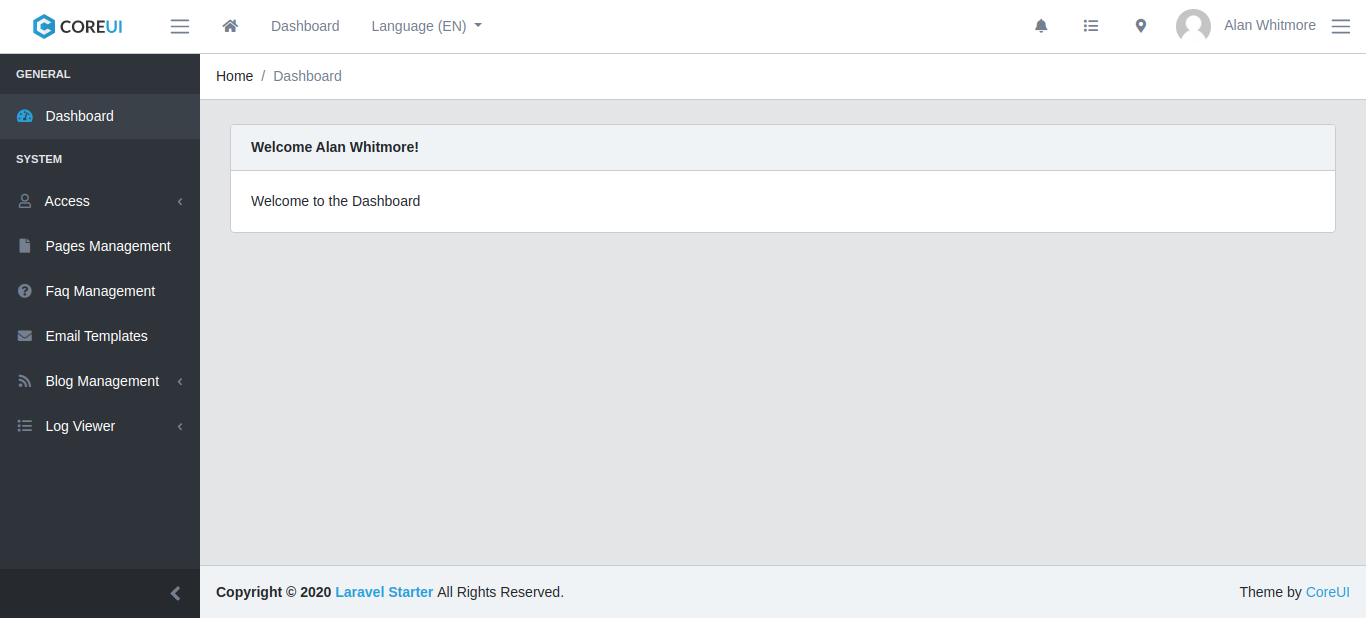 COREUI Dashboard Language (EN) Alan Whitmore
GENERAL
Home / Dashboard
Dashboard
Welcome Alan Whitmore!
SYSTEM
Access
Welcome to the Dashboard
Pages Management
Faq Management
Email Templates
Blog Management
Log Viewer
Copyright © 2020 Laravel Starter All Rights Reserved.
Theme by CoreUI